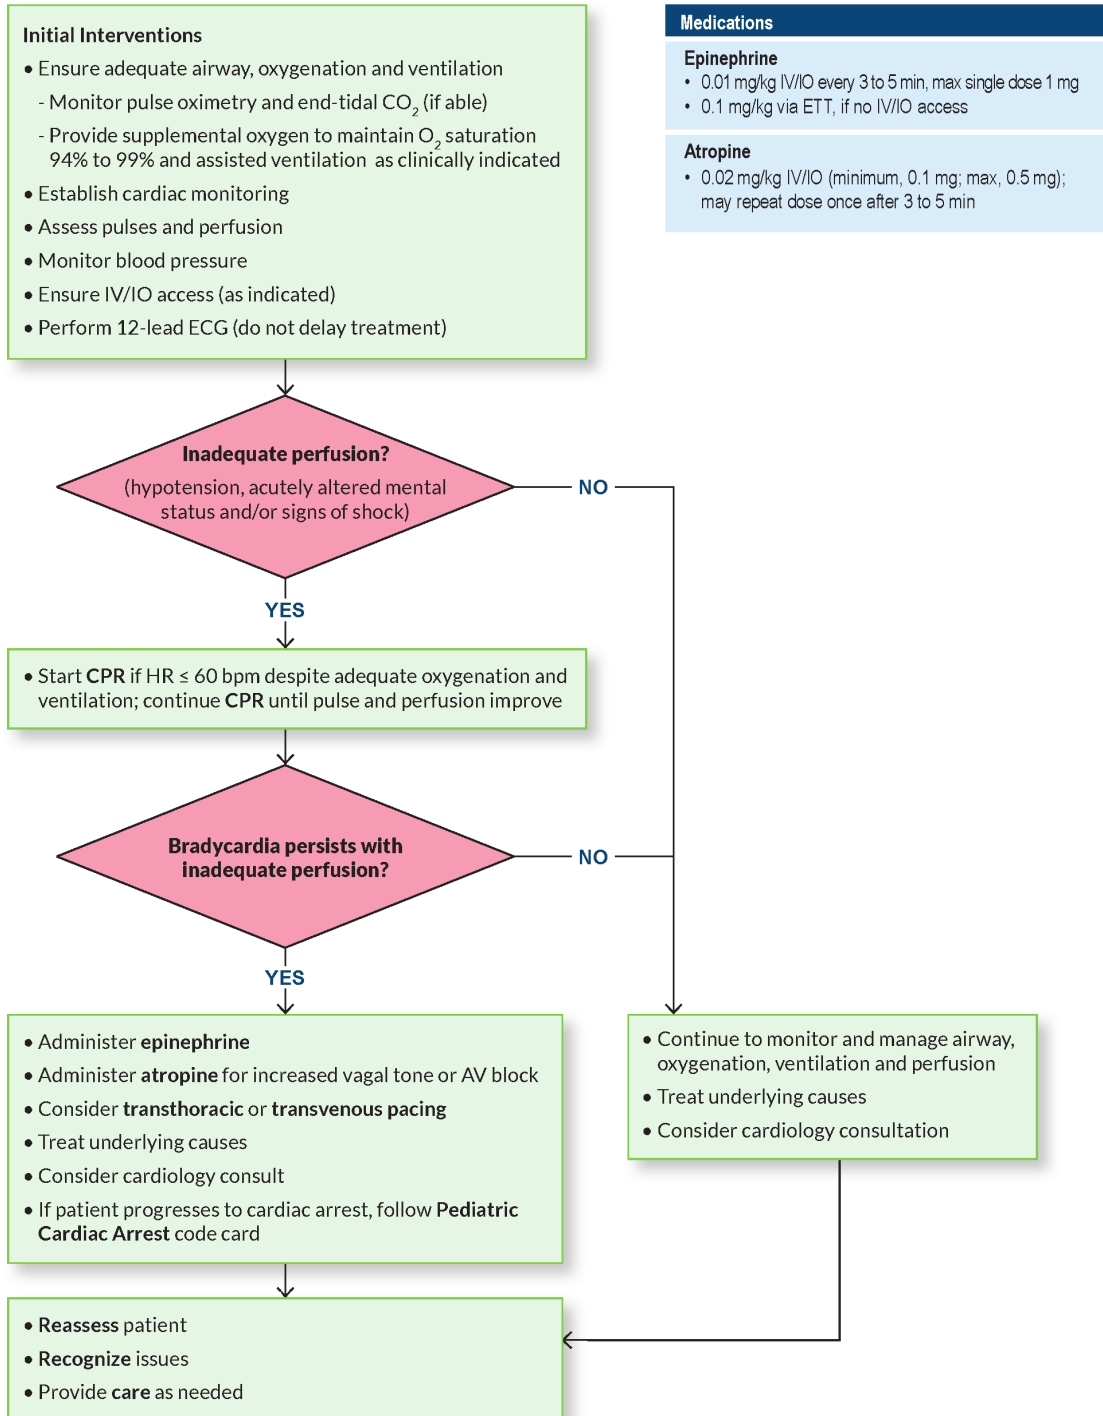 Initial Interventions
• Ensure adequate airway, oxygenation and ventilation
- Monitor pulse oximetry and end-tidal CO2 (if able)
- Provide supplemental oxygen to maintain O2 saturation
94% to 99% and assisted ventilation as clinically indicated
• Establish cardiac monitoring
• Assess pulses and perfusion
• Monitor blood pressure
• Ensure IV/IO access (as indicated)
• Perform 12-lead ECG (do not delay treatment)
Medications
Epinephrine
• 0.01 mg/kg IV/IO every 3 to 5 min, max single dose 1 mg
• 0.1 mg/kg via ETT, if no IV/IO access
Atropine
• 0.02 mg/kg IV/IO (minimum, 0.1 mg; max, 0.5 mg);
may repeat dose once after 3 to 5 min
Inadequate perfusion?
(hypotension, acutely altered mental
status and/or signs of shock)
NO
YES
• Start CPR if HR ≤ 60 bpm despite adequate oxygenation and
ventilation; continue CPR until pulse and perfusion improve
Bradycardia persists with
inadequate perfusion?
NO
YES
• Administer epinephrine
• Administer atropine for increased vagal tone or AV block
• Consider transthoracic or transvenous pacing
• Treat underlying causes
• Consider cardiology consult
• If patient progresses to cardiac arrest, follow Pediatric
Cardiac Arrest code card
• Continue to monitor and manage airway,
oxygenation, ventilation and perfusion
• Treat underlying causes
• Consider cardiology consultation
• Reassess patient
• Recognize issues
• Provide care as needed